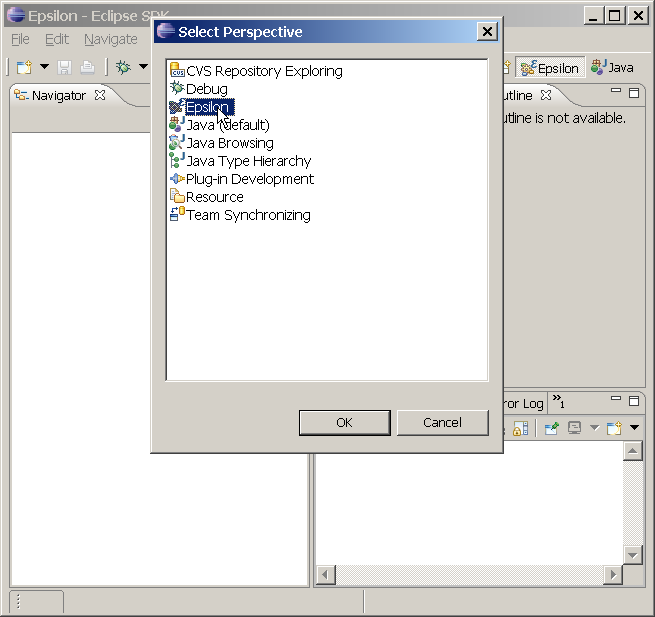 Epsilon - Eclipse SDK
Select Perspective
File Edit Navigate
CVS Repository Exploring
Debug
Epsilon
Java (default)
Java Browsing
Java Type Hierarchy
Plug-in Development
Resource
Team Synchronizing
OK Cancel
Epsilon Java
Navigator
utline
utline is not available.
ror Log »1